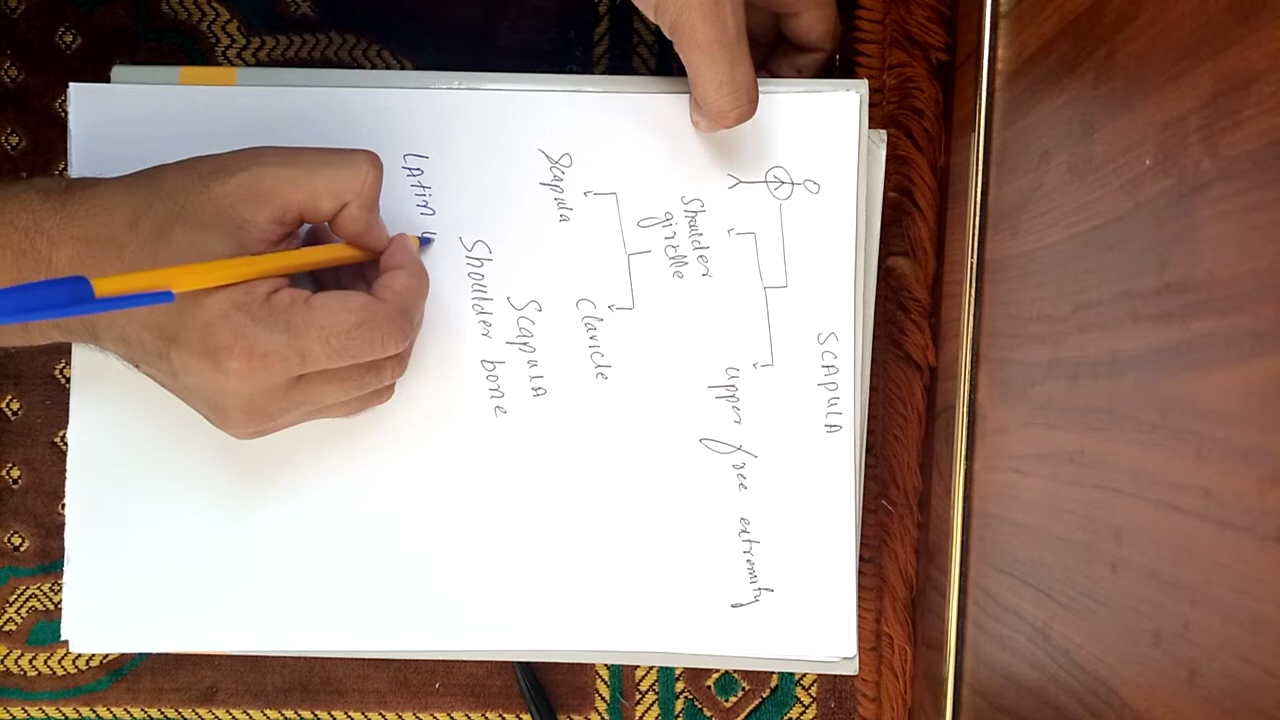 SCAPULA
Shoulder girdle
upper free extremity
Scapula
Clavicle
Scapula
Shoulder bone
Latin